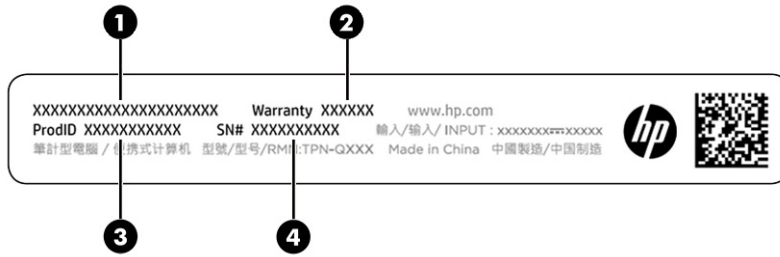 1 2
XXXXXXXXXXXXXXXXXXXXX Warranty XXXXXX www.hp.com
ProdID XXXXXXXXXXX SN# XXXXXXXXXX 輸入/输入/ INPUT : XXXXXXX⎓XXXXX
筆計型電腦 / 便携式计算机 型號/型号/RMN:TPN-QXXX Made in China 中國製造/中国制造
hp
3 4